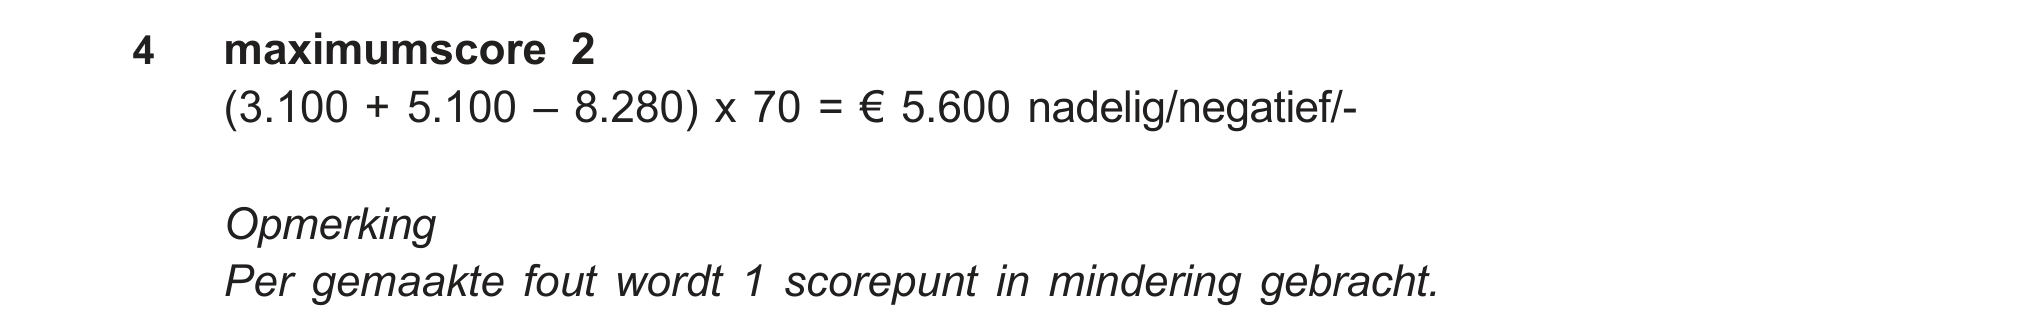 4 maximumscore 2
(3.100 + 5.100 – 8.280) x 70 = € 5.600 nadelig/negatief/-
Opmerking
Per gemaakte fout wordt 1 scorepunt in mindering gebracht.